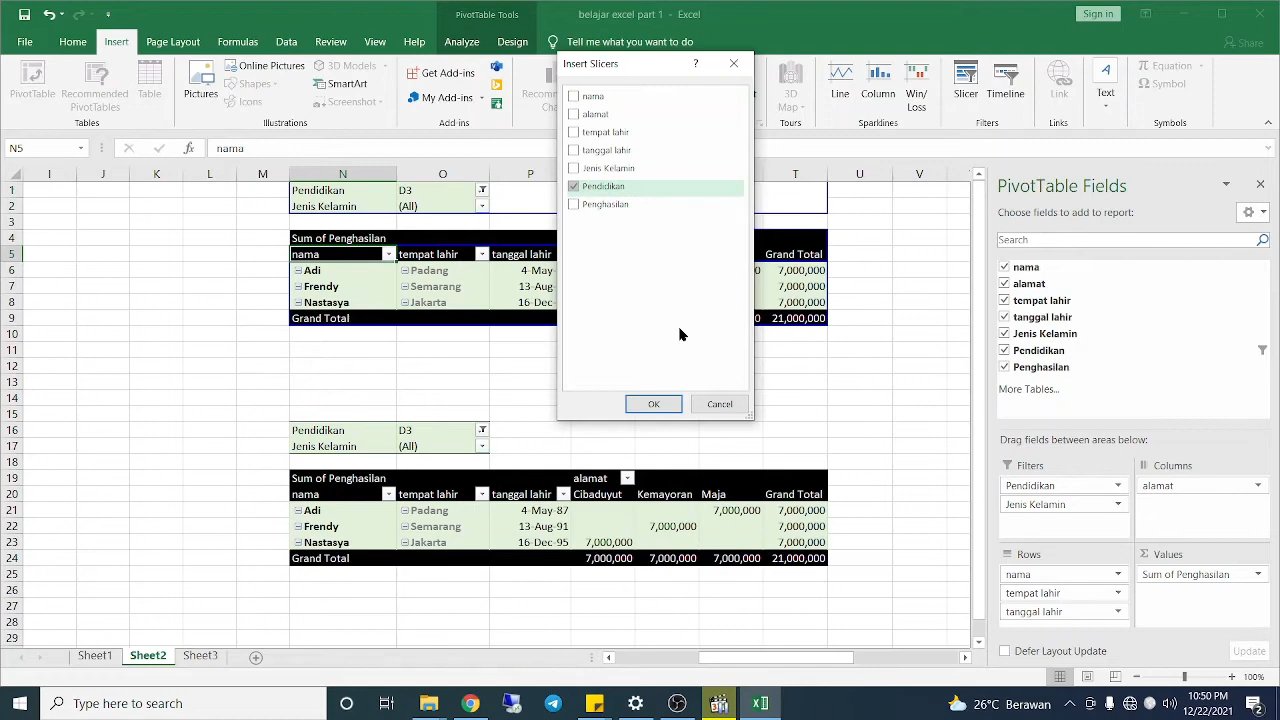 PivotTable Tools
belajar excel part 1 - Excel
Sign in
File
Home
Insert
Page Layout
Formulas
Data
Review
View
Help
Analyze
Design
Tell me what you want to do
Share
PivotTable
Recommended PivotTables
Table
Tables
Pictures
Online Pictures
Shapes
Icons
3D Models
SmartArt
Screenshot
Illustrations
Get Add-ins
My Add-ins
Add-ins
3D Map
Tours
Line
Column
Win/Loss
Sparklines
Slicer
Timeline
Filters
Link
Links
Text
Equation
Symbol
Symbols
N5
fx
nama
Insert Slicers
?
nama
alamat
tempat lahir
tanggal lahir
Jenis Kelamin
Pendidikan
Penghasilan
OK
Cancel
I J K L M N O P T U V
1 Pendidikan D3
2 Jenis Kelamin (All)
3
4 Sum of Penghasilan
5 nama tempat lahir tanggal lahir Grand Total
6 Adi Padang 4-May- 0 7,000,000
7 Frendy Semarang 13-Aug- 7,000,000
8 Nastasya Jakarta 16-Dec- 7,000,000
9 Grand Total 0 21,000,000
10
11
12
13
14
15
16 Pendidikan D3
17 Jenis Kelamin (All)
18
19 Sum of Penghasilan alamat
20 nama tempat lahir tanggal lahir Cibaduyut Kemayoran Maja Grand Total
21 Adi Padang 4-May-87 7,000,000 7,000,000
22 Frendy Semarang 13-Aug-91 7,000,000 7,000,000
23 Nastasya Jakarta 16-Dec-95 7,000,000 7,000,000
24 Grand Total 7,000,000 7,000,000 7,000,000 21,000,000
25
26
27
28
29
PivotTable Fields
Choose fields to add to report:
Search
nama
alamat
tempat lahir
tanggal lahir
Jenis Kelamin
Pendidikan
Penghasilan
More Tables...
Drag fields between areas below:
Filters
Pendidikan
Jenis Kelamin
Columns
alamat
Rows
nama
tempat lahir
tanggal lahir
Σ Values
Sum of Penghasilan
Defer Layout Update
Update
Sheet1
Sheet2
Sheet3
100%
Type here to search
26°C Berawan
10:50 PM
12/22/2021
2